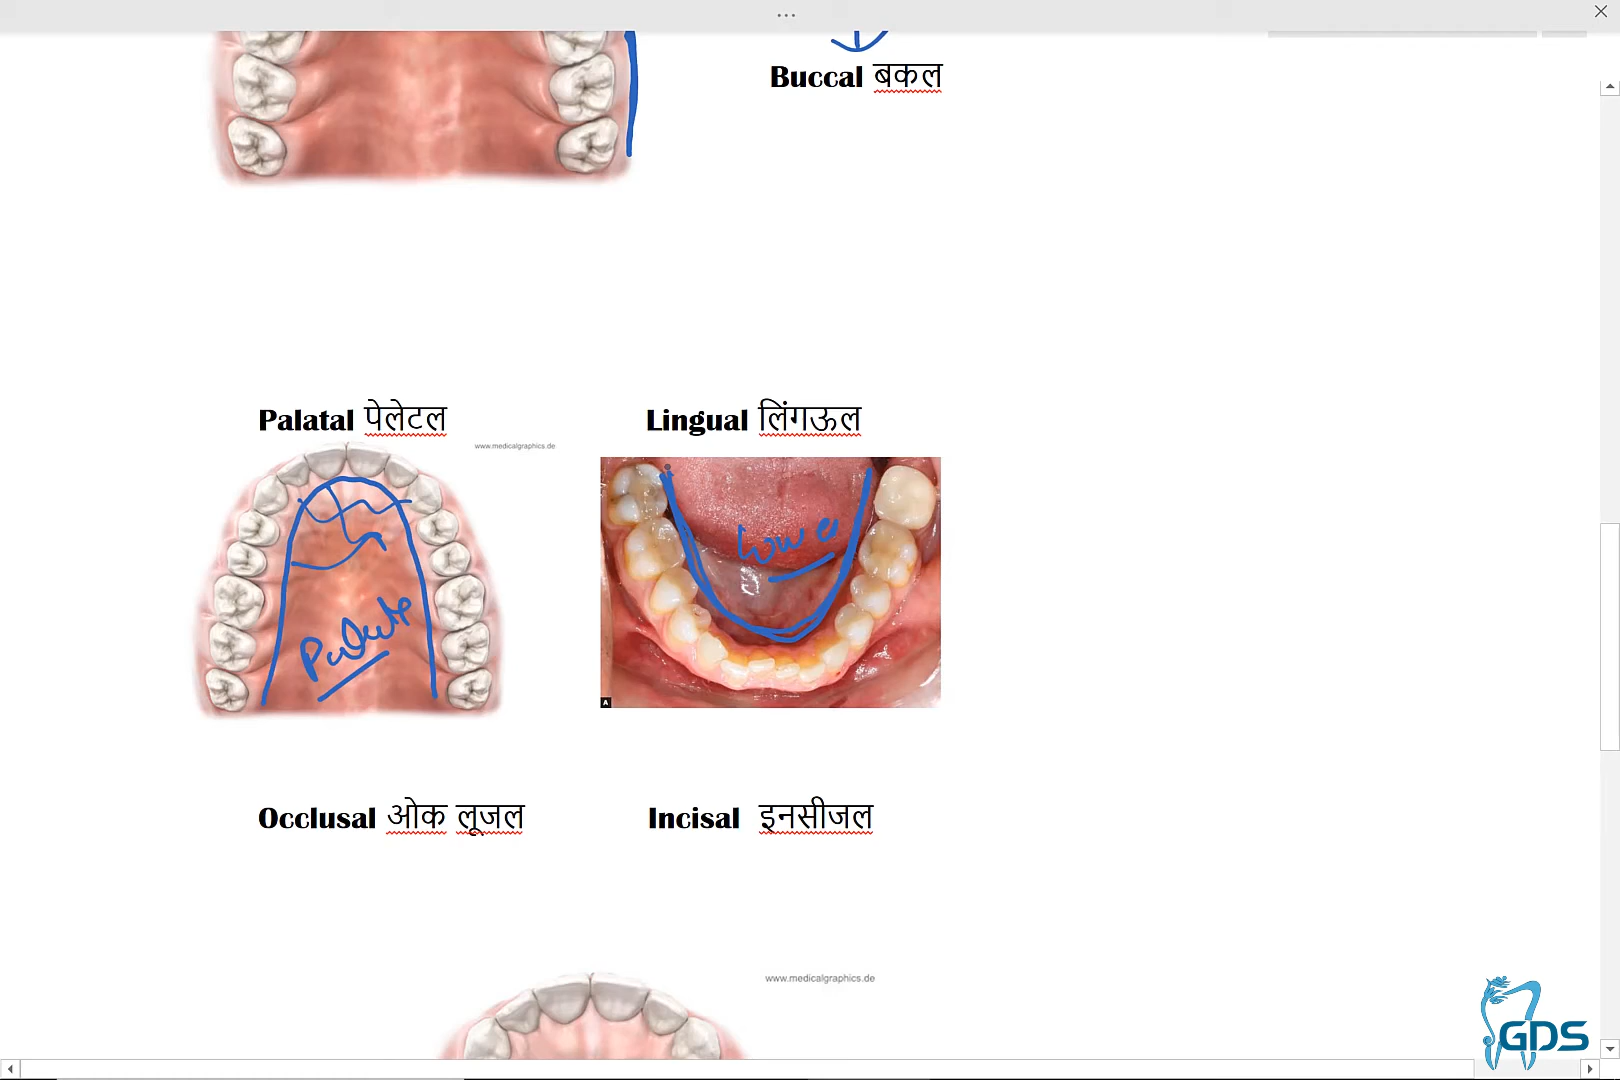 ...
Buccal बकल
Palatal पेलेटल
Lingual लिंगऊल
www.medicalgraphics.de
Palate
Lower
A
Occlusal ओक लूजल
Incisal इनसीजल
www.medicalgraphics.de
GDS